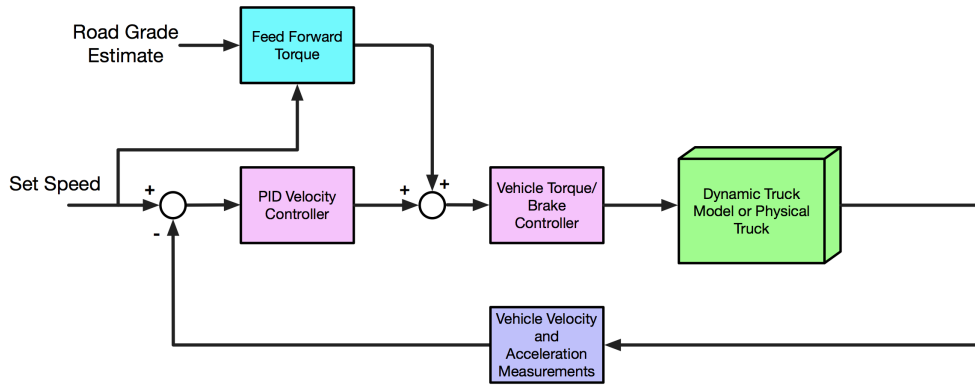 Road Grade
Estimate
Feed Forward
Torque
Set Speed
+
-
PID Velocity
Controller
+
+
Vehicle Torque/
Brake
Controller
Dynamic Truck
Model or Physical
Truck
Vehicle Velocity
and
Acceleration
Measurements